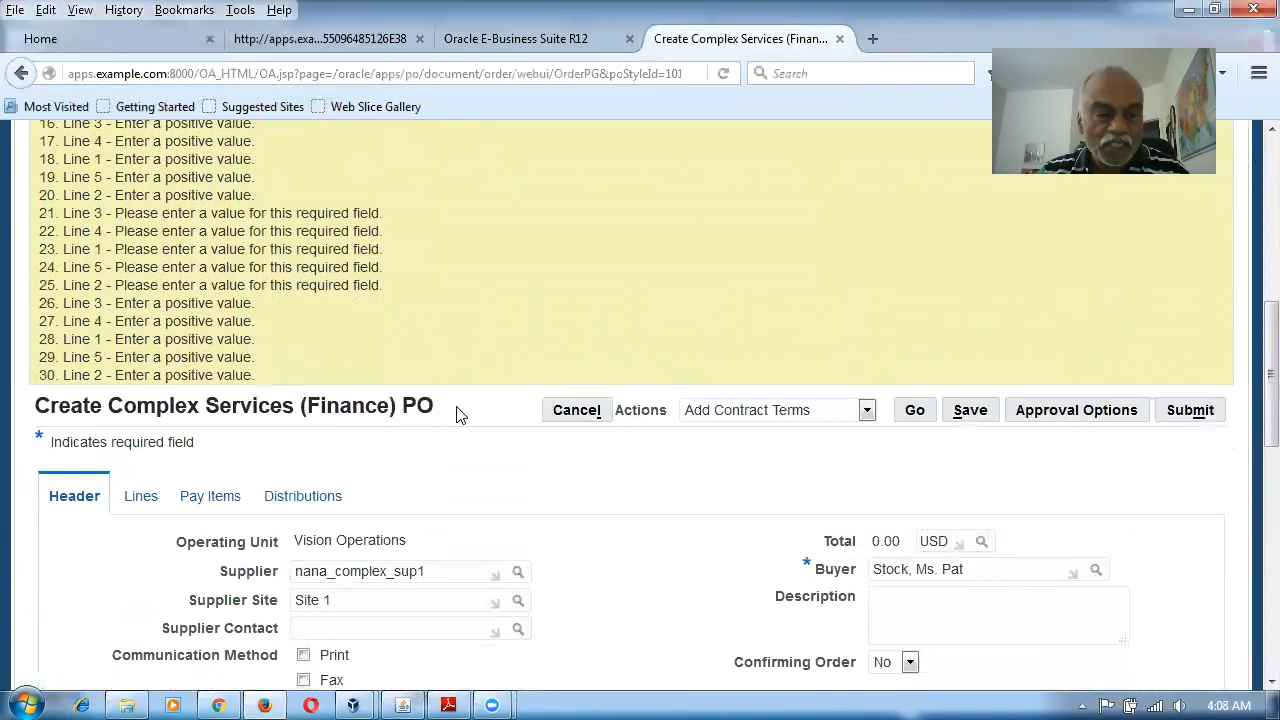 File Edit View History Bookmarks Tools Help
Home http://apps.exa...55096485126E38 Oracle E-Business Suite R12 Create Complex Services (Finan...
apps.example.com:8000/OA_HTML/OA.jsp?page=/oracle/apps/po/document/order/webui/OrderPG&poStyleId=101 Search
Most Visited Getting Started Suggested Sites Web Slice Gallery
16. Line 3 - Enter a positive value.
17. Line 4 - Enter a positive value.
18. Line 1 - Enter a positive value.
19. Line 5 - Enter a positive value.
20. Line 2 - Enter a positive value.
21. Line 3 - Please enter a value for this required field.
22. Line 4 - Please enter a value for this required field.
23. Line 1 - Please enter a value for this required field.
24. Line 5 - Please enter a value for this required field.
25. Line 2 - Please enter a value for this required field.
26. Line 3 - Enter a positive value.
27. Line 4 - Enter a positive value.
28. Line 1 - Enter a positive value.
29. Line 5 - Enter a positive value.
30. Line 2 - Enter a positive value.
Create Complex Services (Finance) PO Cancel Actions Add Contract Terms Go Save Approval Options Submit
* Indicates required field
Header Lines Pay Items Distributions
Operating Unit Vision Operations Total 0.00 USD
Supplier nana_complex_sup1 * Buyer Stock, Ms. Pat
Supplier Site Site 1 Description
Supplier Contact
Communication Method Print Confirming Order No
Fax
4:08 AM